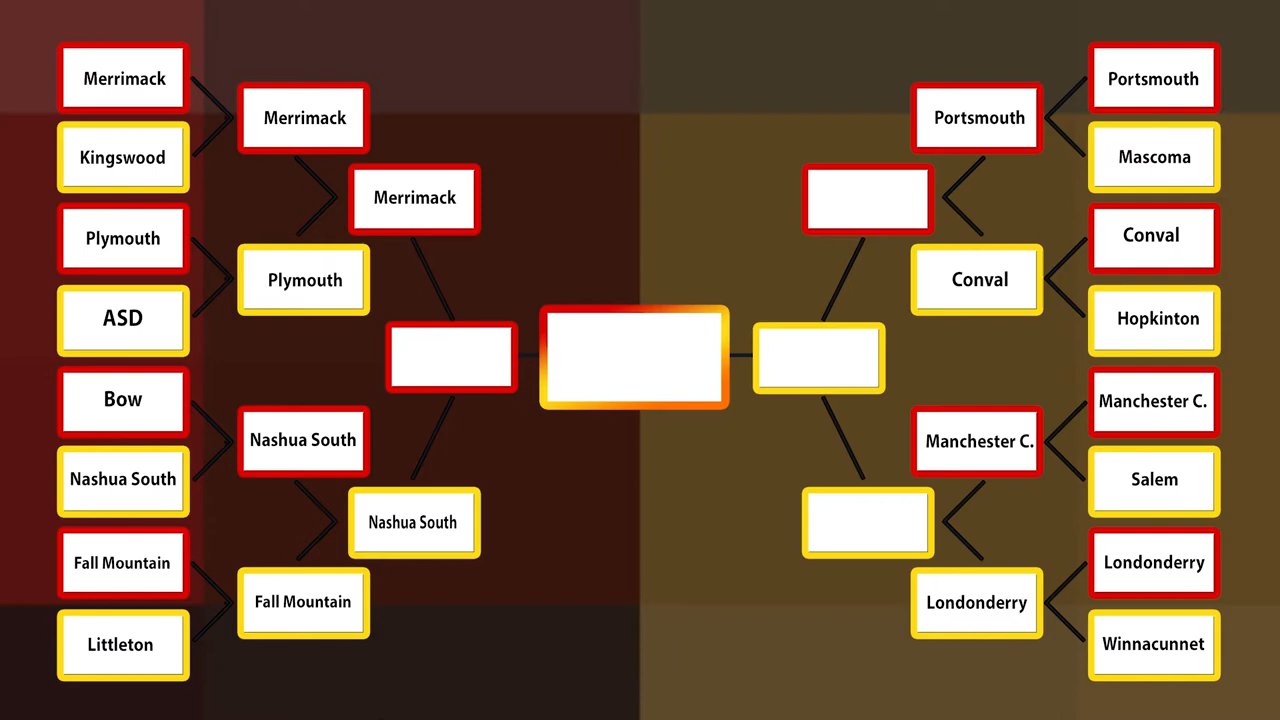 Merrimack
Kingswood
Plymouth
ASD
Bow
Nashua South
Fall Mountain
Littleton
Merrimack
Plymouth
Nashua South
Fall Mountain
Merrimack
Nashua South
Portsmouth
Conval
Manchester C.
Londonderry
Portsmouth
Mascoma
Conval
Hopkinton
Manchester C.
Salem
Londonderry
Winnacunnet